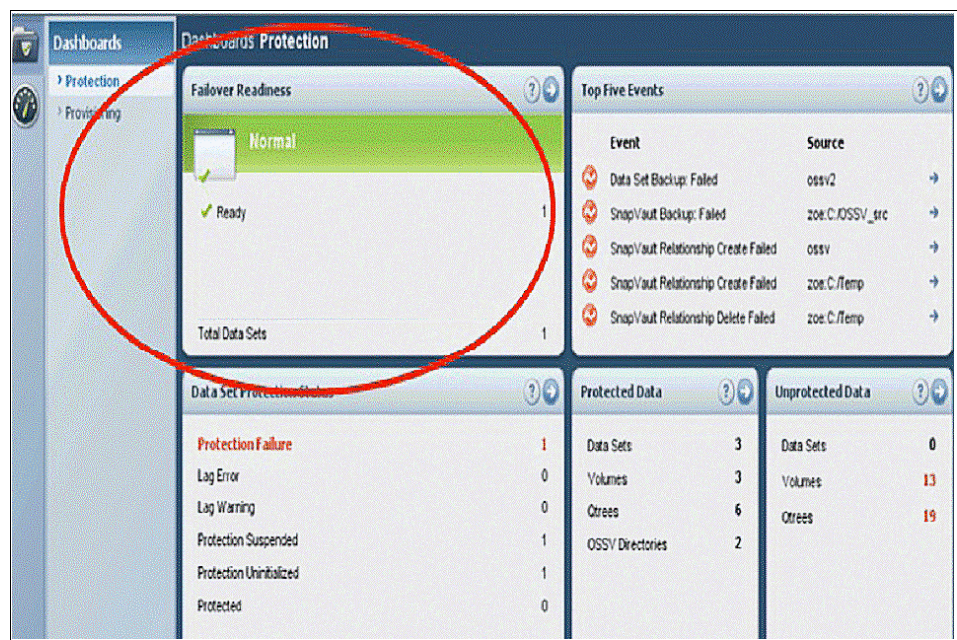 Dashboards
Protection
Provisioning
Dashboards Protection
Failover Readiness
?
Normal
Ready 1
Total Data Sets 1
Top Five Events
?
Event Source
Data Set Backup: Failed ossv2
SnapVault Backup: Failed zoe:C:/OSSV_src
SnapVault Relationship Create Failed ossv
SnapVault Relationship Create Failed zoe:C:/Temp
SnapVault Relationship Delete Failed zoe:C:/Temp
Data Set Protection Status
?
Protection Failure 1
Lag Error 0
Lag Warning 0
Protection Suspended 1
Protection Uninitialized 1
Protected 0
Protected Data
?
Data Sets 3
Volumes 3
Qtrees 6
OSSV Directories 2
Unprotected Data
?
Data Sets 0
Volumes 13
Qtrees 19